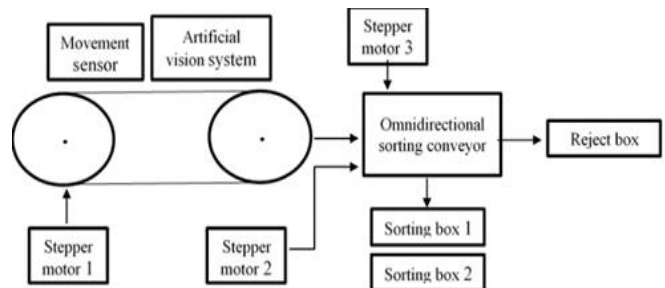 Movement
sensor
Artificial
vision system
Stepper
motor 3
Omnidirectional
sorting conveyor
Reject box
Stepper
motor 1
Stepper
motor 2
Sorting box 1
Sorting box 2